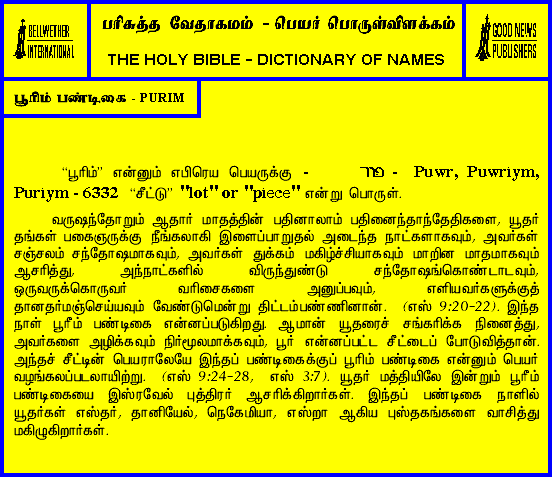 BELLWETHER
INTERNATIONAL
பரிசுத்த வேதாகமம் - பெயர் பொருள்விளக்கம்
THE HOLY BIBLE – DICTIONARY OF NAMES
GOOD NEWS
PUBLISHERS
பூரிம் பண்டிகை - PURIM
“பூரிம்” என்னும் எபிரெய பெயருக்கு - - Puwr, Puwriym,
Puriym - 6332 “சீட்டு” "lot" or "piece" என்று பொருள்.
வருஷந்தோறும் ஆதார் மாதத்தின் பதினாலாம் பதினைந்தாந்தேதிகளை, யூதர்
தங்கள் பகைஞருக்கு நீங்கலாகி இளைப்பாறுதல் அடைந்த நாட்களாகவும், அவர்கள்
சஞ்சலம் சந்தோஷமாகவும், அவர்கள் துக்கம் மகிழ்ச்சியாகவும் மாறின மாதமாகவும்
ஆசரித்து, அந்நாட்களில் விருந்துண்டு சந்தோஷங்கொண்டாடவும்,
ஒருவருக்கொருவர் வரிசைகளை அனுப்பவும், எளியவர்களுக்குத்
தானதர்மஞ்செய்யவும் வேண்டுமென்று திட்டம்பண்ணினான். (எஸ் 9:20-22). இந்த
நாள் பூரீம் பண்டிகை என்னப்படுகிறது. ஆமான் யூதரைச் சங்கரிக்க நினைத்து,
அவர்களை அழிக்கவும் நிர்மூலமாக்கவும், பூர் என்னப்பட்ட சீட்டைப் போடுவித்தான்.
அந்தச் சீட்டின் பெயராலேயே இந்தப் பண்டிகைக்குப் பூரிம் பண்டிகை என்னும் பெயர்
வழங்கலப்படலாயிற்று. (எஸ் 9:24-28, எஸ் 3:7). யூதர் மத்தியிலே இன்றும் பூரீம்
பண்டிகையை இஸ்ரவேல் புத்திரர் ஆசரிக்கிறார்கள். இந்தப் பண்டிகை நாளில்
யூதர்கள் எஸ்தர், தானியேல், நெகேமியா, எஸ்றா ஆகிய புஸ்தகங்களை வாசித்து
மகிழுகிறார்கள்.